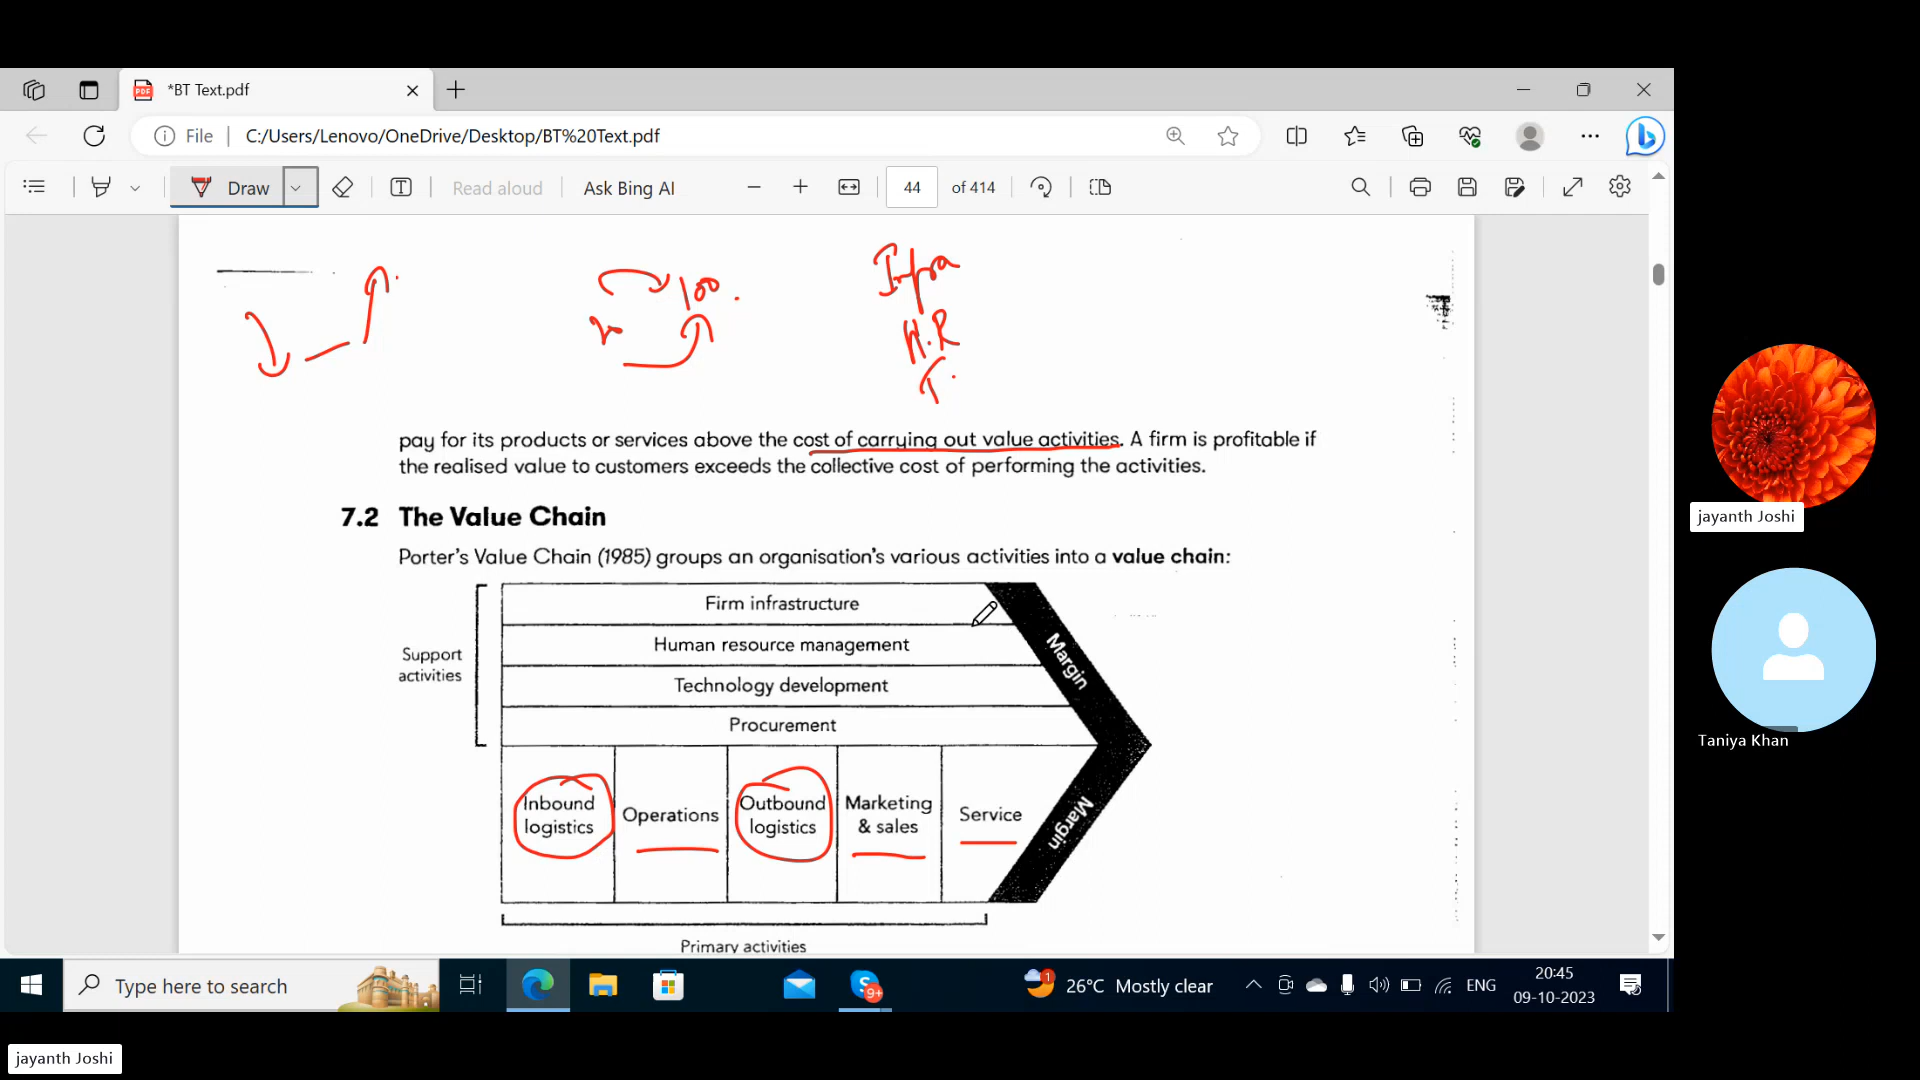 *BT Text.pdf
File
C:/Users/Lenovo/OneDrive/Desktop/BT%20Text.pdf
Draw
Read aloud
Ask Bing AI
44
of 414
100.
Infra
H.R
T
pay for its products or services above the cost of carrying out value activities. A firm is profitable if
the realised value to customers exceeds the collective cost of performing the activities.
7.2 The Value Chain
Porter's Value Chain (1985) groups an organisation's various activities into a value chain:
Support
activities
Firm infrastructure
Human resource management
Technology development
Procurement
Margin
Inbound
logistics
Operations
Outbound
logistics
Marketing
& sales
Service
Margin
Primary activities
jayanth Joshi
Taniya Khan
Type here to search
9+
1
26°C Mostly clear
ENG
20:45
09-10-2023
jayanth Joshi